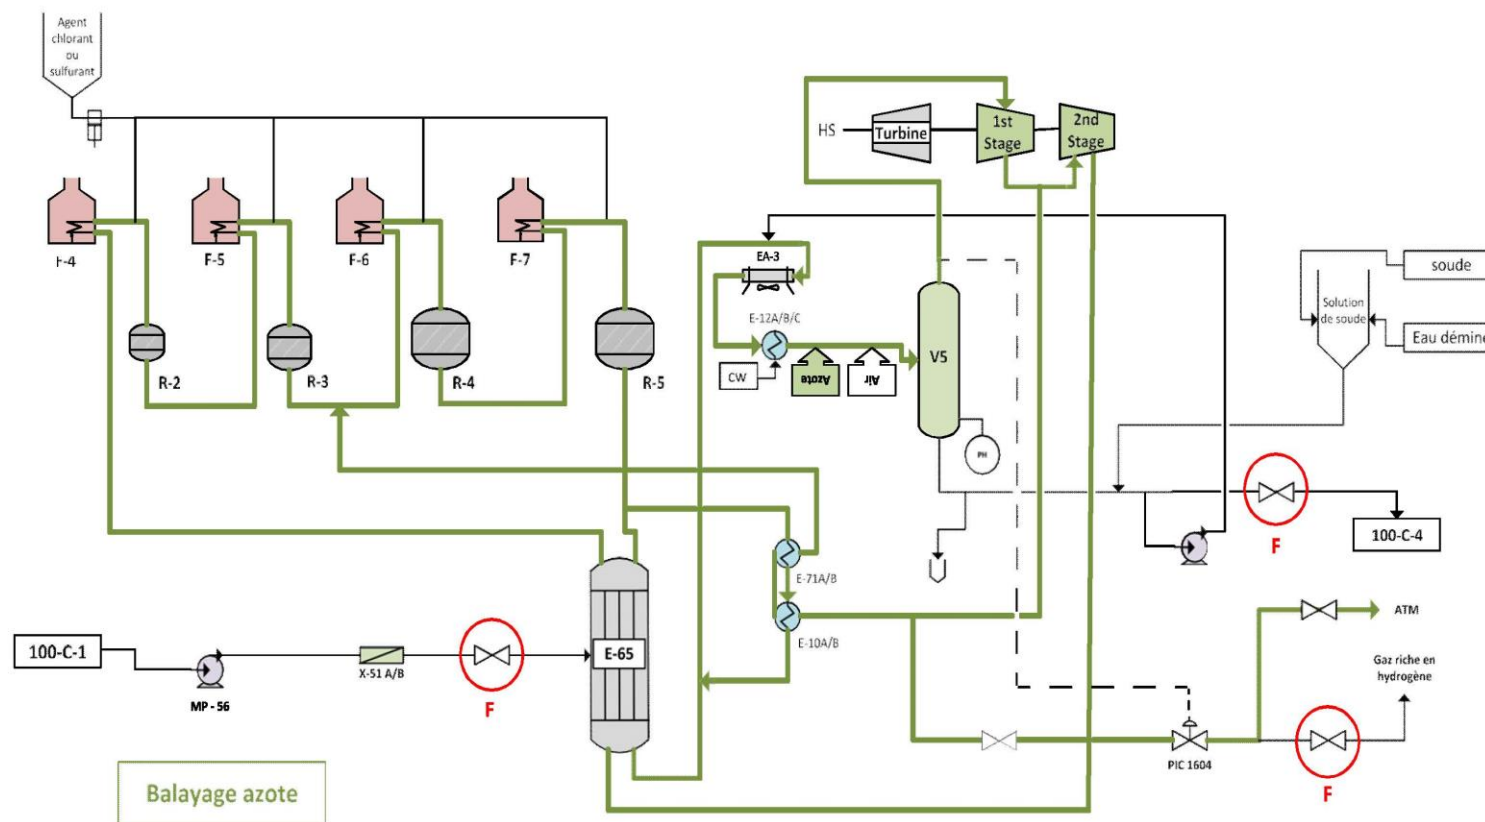 Agent
chlorant
ou
sulfurant
HS
Turbine
1st
Stage
2nd
Stage
F-4
F-5
F-6
F-7
EA-3
soude
Solution
de soude
Eau démine
E-12A/B/C
CW
Azote
Air
V5
PH
R-2
R-3
R-4
R-5
F
100-C-4
E-71A/B
E-10A/B
ATM
100-C-1
MP - 56
X-51 A/B
F
E-65
Gaz riche en
hydrogène
PIC 1604
F
Balayage azote